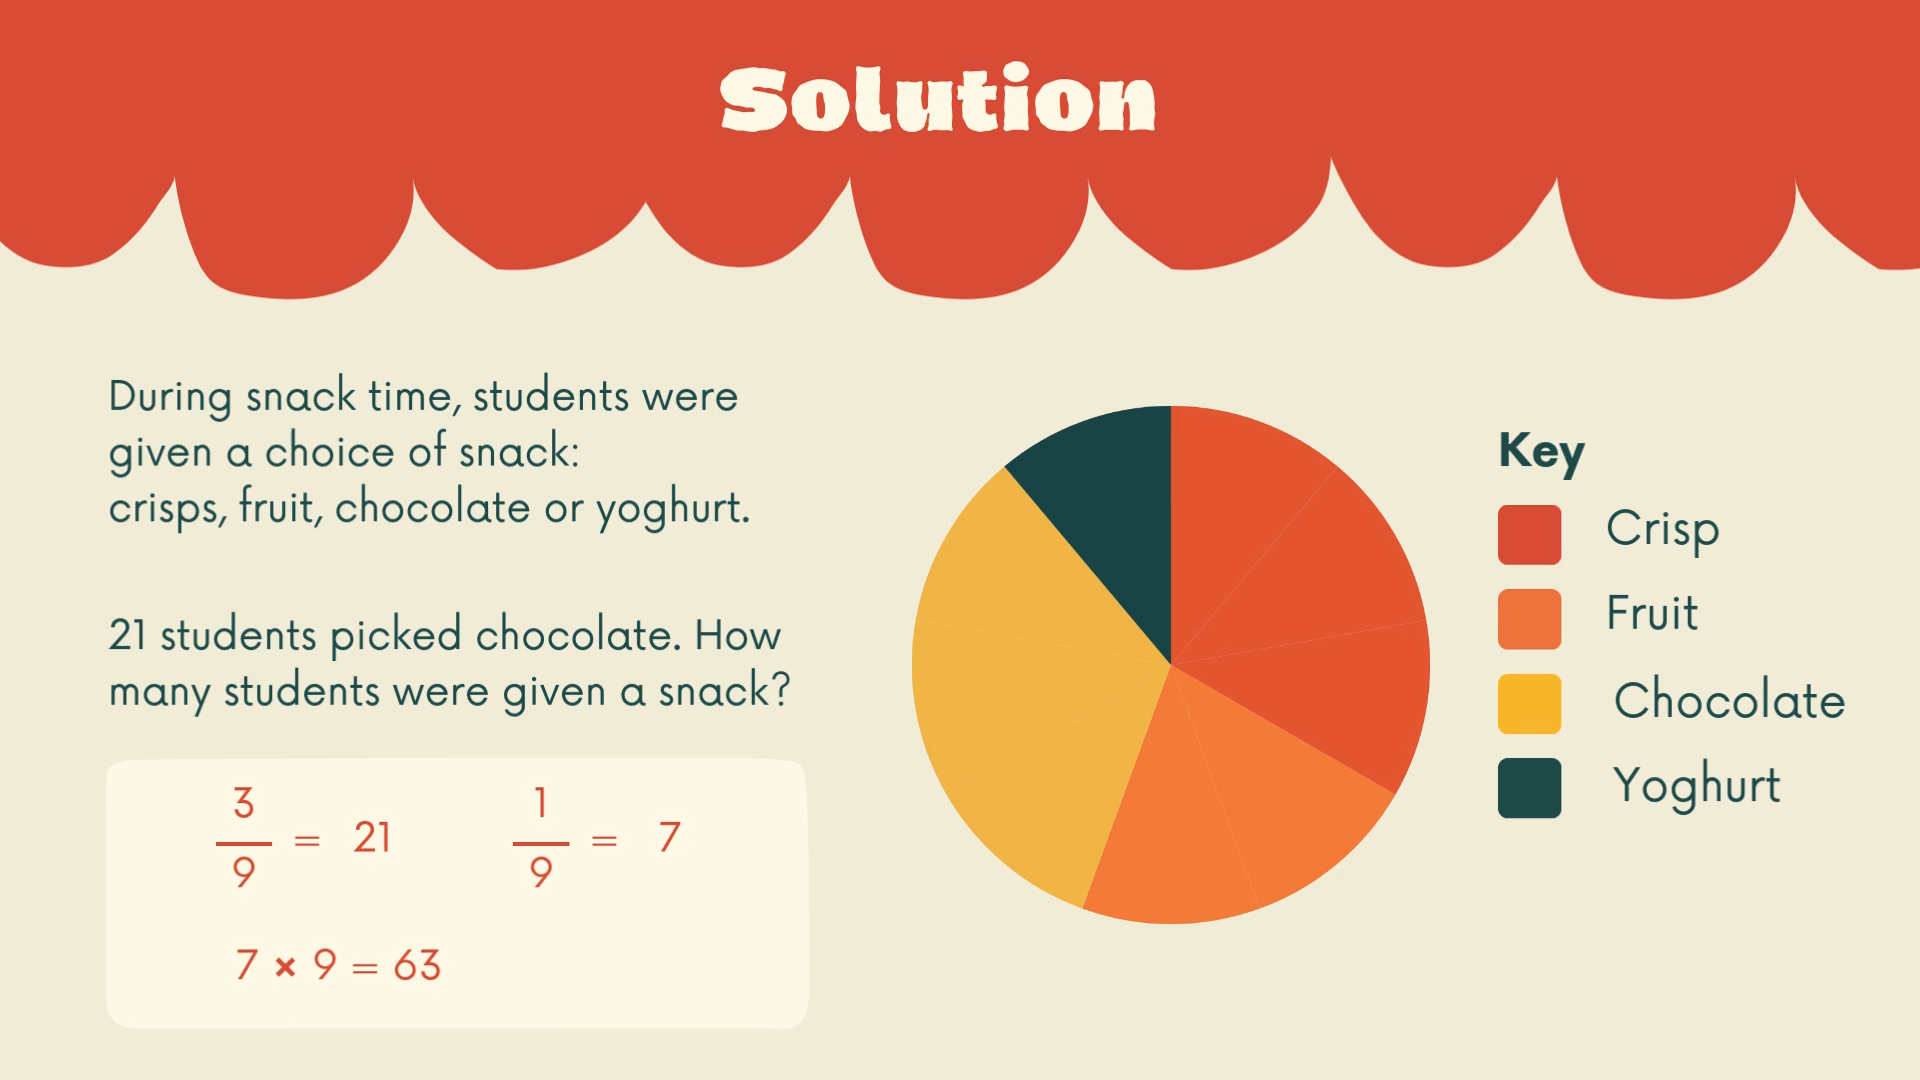 Solution
During snack time, students were
given a choice of snack:
crisps, fruit, chocolate or yoghurt.
21 students picked chocolate. How
many students were given a snack?
3/9 = 21
1/9 = 7
7 × 9 = 63
Key
Crisp
Fruit
Chocolate
Yoghurt